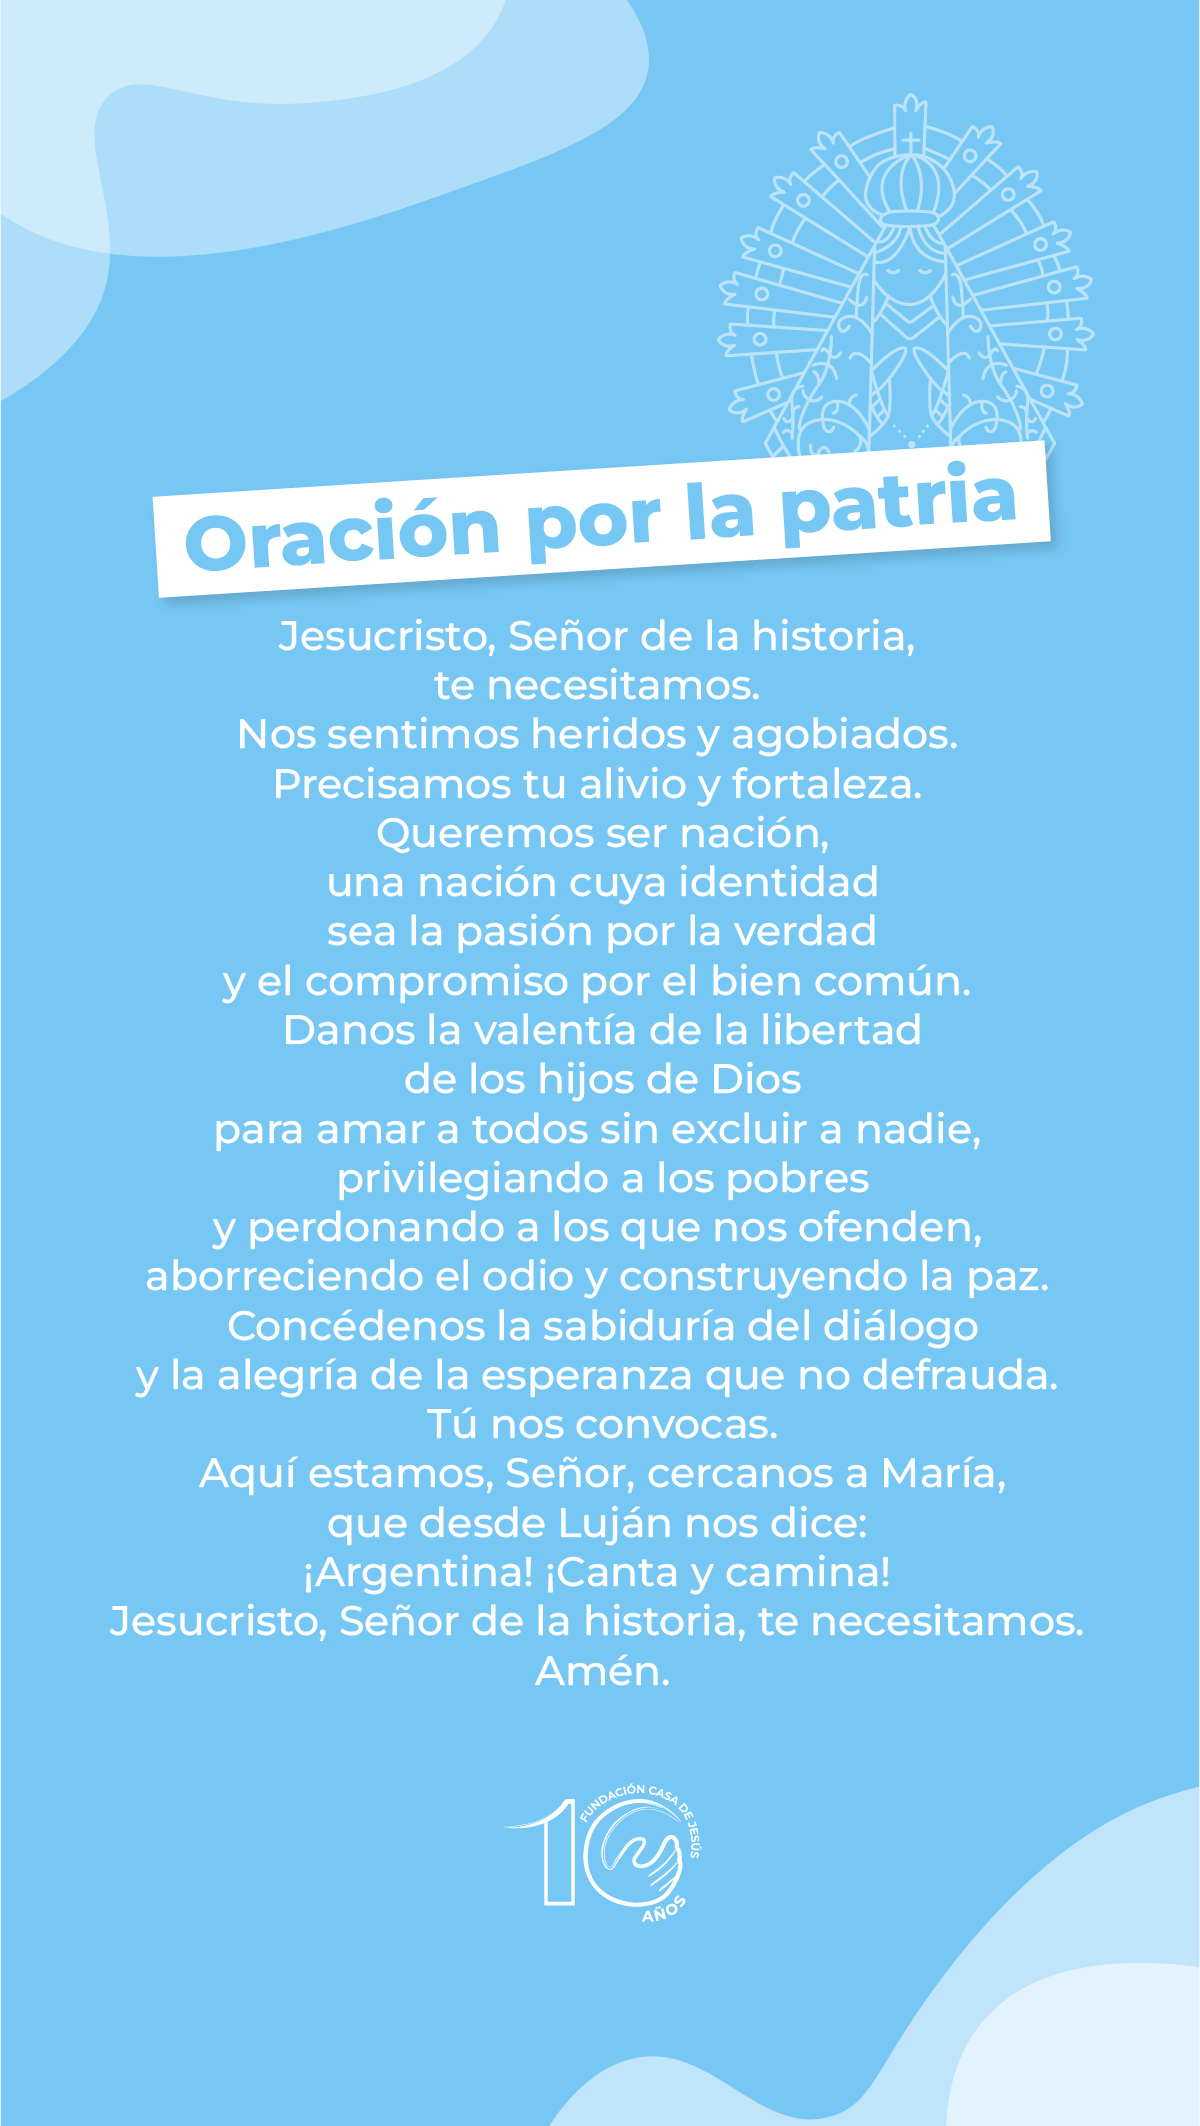 Oración por la patria
Jesucristo, Señor de la historia,
te necesitamos.
Nos sentimos heridos y agobiados.
Precisamos tu alivio y fortaleza.
Queremos ser nación,
una nación cuya identidad
sea la pasión por la verdad
y el compromiso por el bien común.
Danos la valentía de la libertad
de los hijos de Dios
para amar a todos sin excluir a nadie,
privilegiando a los pobres
y perdonando a los que nos ofenden,
aborreciendo el odio y construyendo la paz.
Concédenos la sabiduría del diálogo
y la alegría de la esperanza que no defrauda.
Tú nos convocas.
Aquí estamos, Señor, cercanos a María,
que desde Luján nos dice:
¡Argentina! ¡Canta y camina!
Jesucristo, Señor de la historia, te necesitamos.
Amén.
FUNDACIÓN CASA DE JESÚS
10
AÑOS